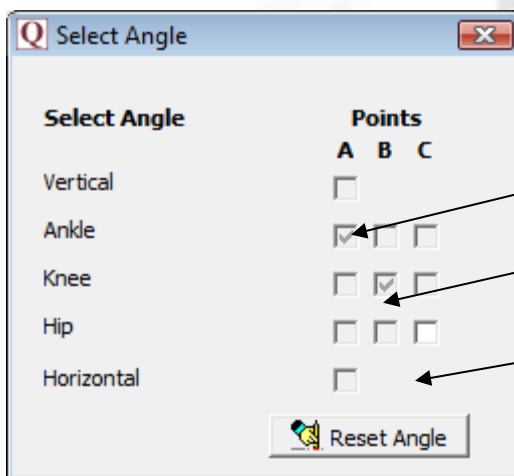 Q Select Angle
Select Angle Points
A B C
Vertical
Ankle
Knee
Hip
Horizontal
Reset Angle